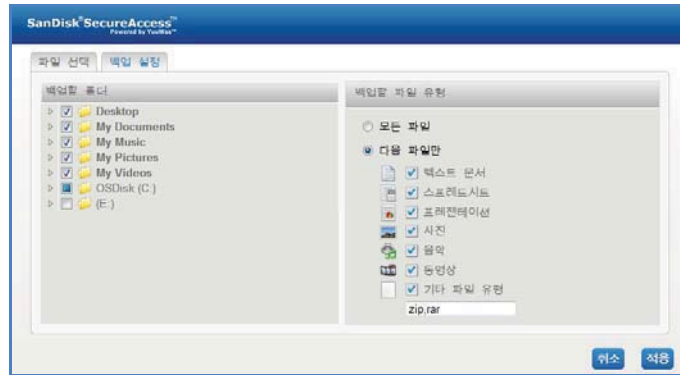 SanDisk®SecureAccess™
Powered by YuuWaa™
파일 선택
백업 설정
백업할 폴더
Desktop
My Documents
My Music
My Pictures
My Videos
OSDisk (C:)
(E:)
백업할 파일 유형
모든 파일
다음 파일만
텍스트 문서
스프레드시트
프레젠테이션
사진
음악
동영상
기타 파일 유형
zip,rar
취소
적용